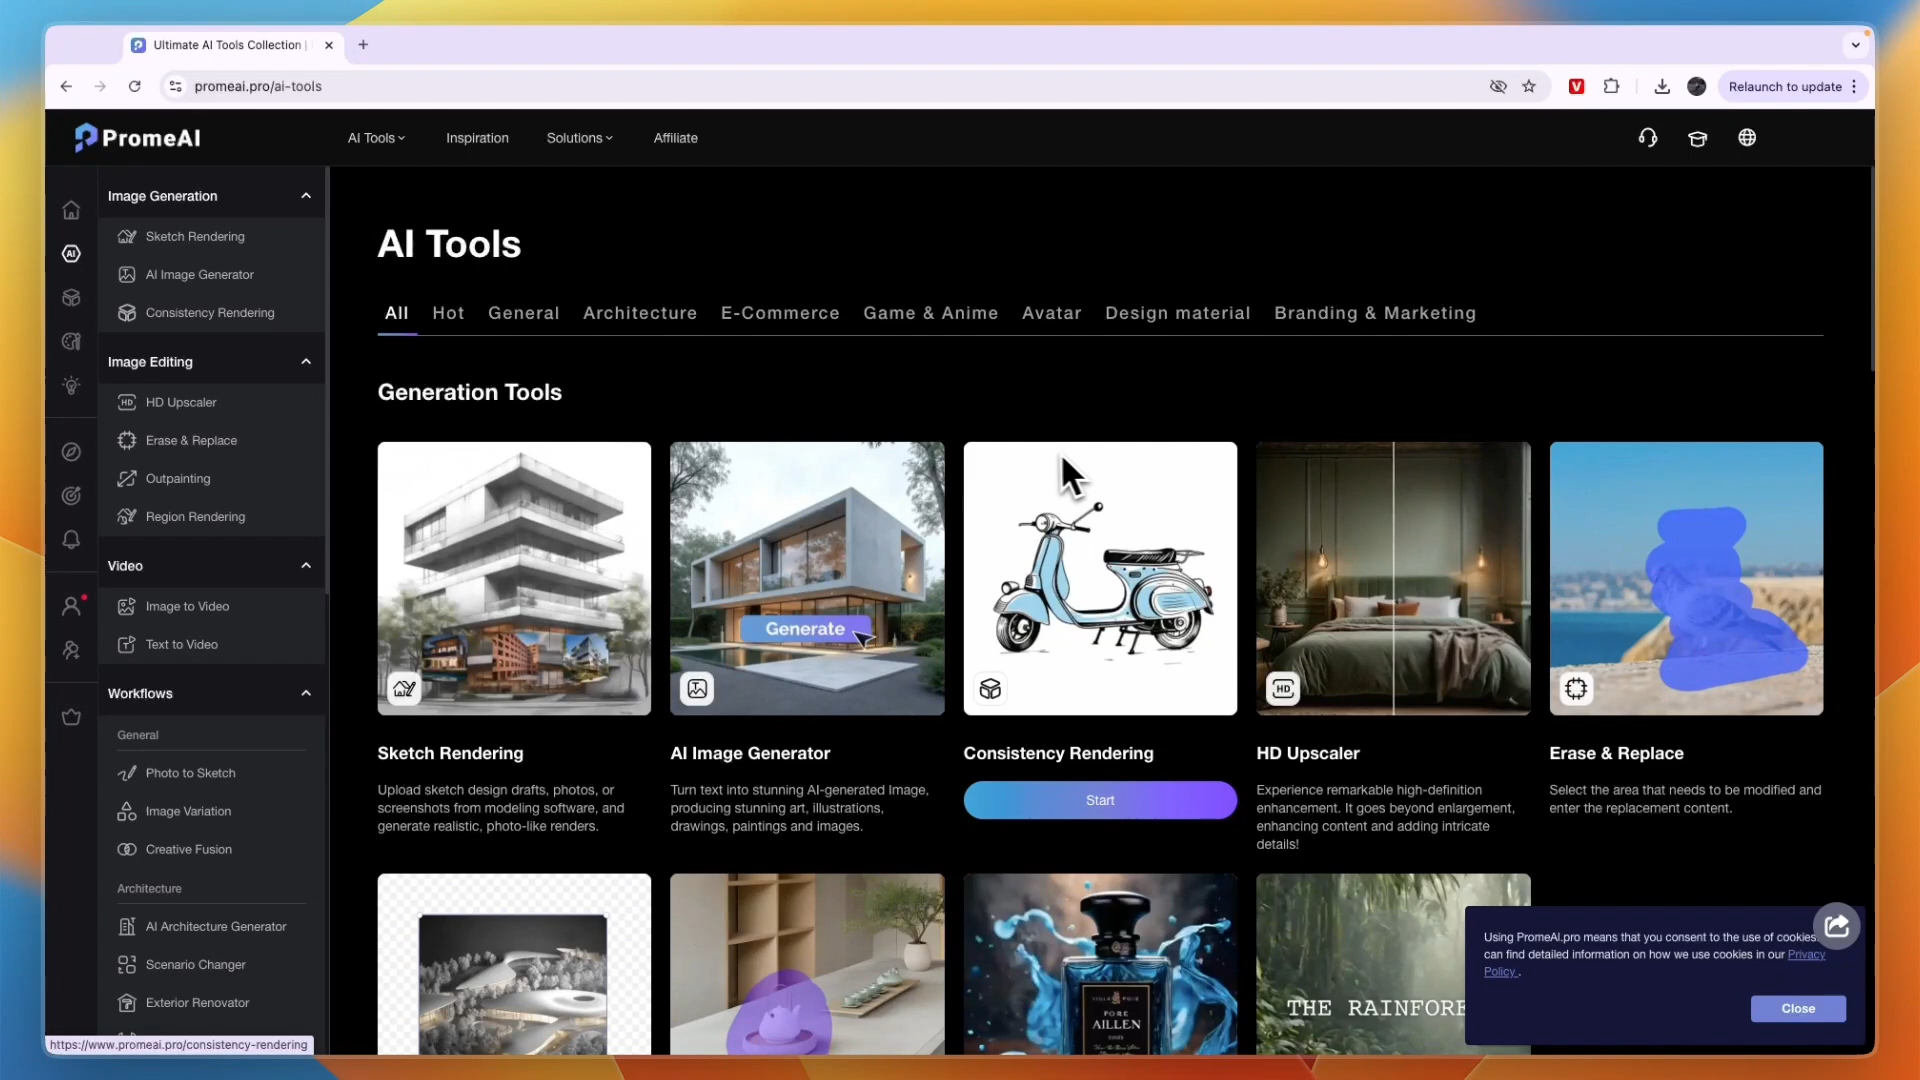 Ultimate AI Tools Collection |
promeai.pro/ai-tools
Relaunch to update
PromeAI
AI Tools
Inspiration
Solutions
Affiliate
Image Generation
Sketch Rendering
AI Image Generator
Consistency Rendering
Image Editing
HD Upscaler
Erase & Replace
Outpainting
Region Rendering
Video
Image to Video
Text to Video
Workflows
General
Photo to Sketch
Image Variation
Creative Fusion
Architecture
AI Architecture Generator
Scenario Changer
Exterior Renovator
https://www.promeai.pro/consistency-rendering
AI Tools
All Hot General Architecture E-Commerce Game & Anime Avatar Design material Branding & Marketing
Generation Tools
Generate
HD
Sketch Rendering
Upload sketch design drafts, photos, or
screenshots from modeling software, and
generate realistic, photo-like renders.
AI Image Generator
Turn text into stunning AI-generated Image,
producing stunning art, illustrations,
drawings, paintings and images.
Consistency Rendering
Start
HD Upscaler
Experience remarkable high-definition
enhancement. It goes beyond enlargement,
enhancing content and adding intricate
details!
Erase & Replace
Select the area that needs to be modified and
enter the replacement content.
PORE
AILLEN
THE RAINFORE
Using PromeAI.pro means that you consent to the use of cookies.
can find detailed information on how we use cookies in our Privacy
Policy .
Close